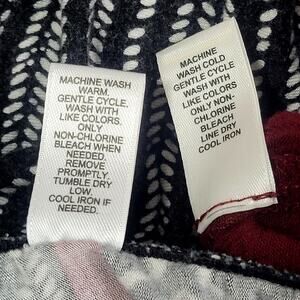 MACHINE WASH
WARM.
GENTLE CYCLE.
WASH WITH
LIKE COLORS.
ONLY
NON-CHLORINE
BLEACH WHEN
NEEDED.
REMOVE
PROMPTLY.
TUMBLE DRY
LOW.
COOL IRON IF
NEEDED.
MACHINE
WASH COLD
GENTLE CYCLE
WASH WITH
LIKE COLORS
ONLY NON-
CHLORINE
BLEACH
LINE DRY
COOL IRON